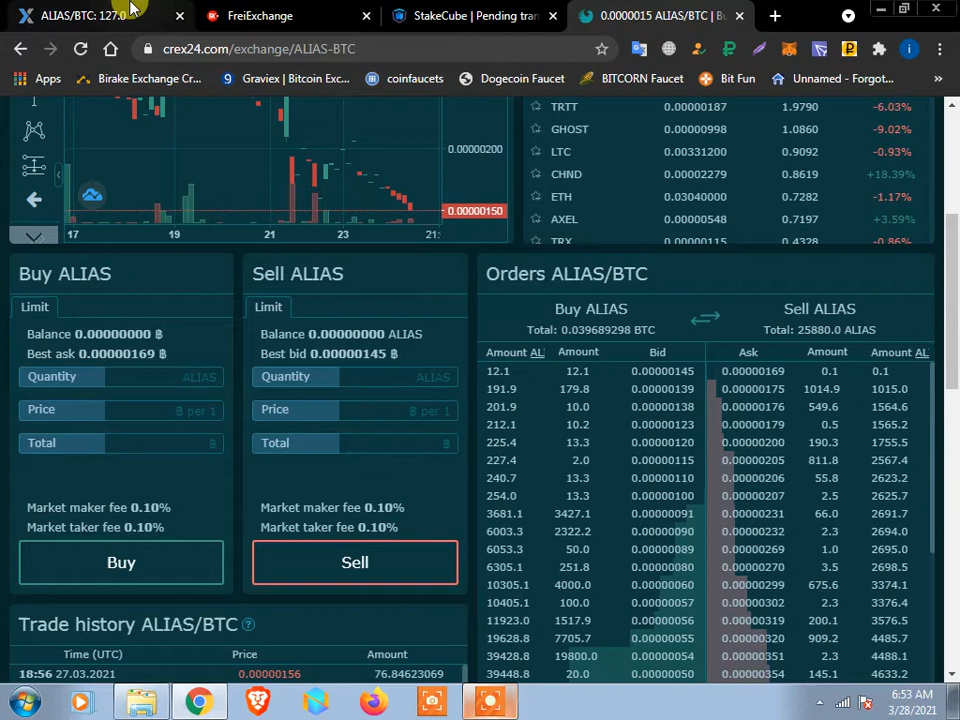 ALIAS/BTC: 127.0
FreiExchange
StakeCube | Pending tran
0.0000015 ALIAS/BTC | Bu
crex24.com/exchange/ALIAS-BTC
Apps
Birake Exchange Cr...
Graviex | Bitcoin Exc...
coinfaucets
Dogecoin Faucet
BITCORN Faucet
Bit Fun
Unnamed - Forgot...
»
0.00000200
0.00000150
17 19 21 23 21:
TRTT 0.00000187 1.9790 -6.03%
GHOST 0.00000998 1.0860 -9.02%
LTC 0.00331200 0.9092 -0.93%
CHND 0.00002279 0.8619 +18.39%
ETH 0.03040000 0.7282 -1.17%
AXEL 0.00000548 0.7197 +3.59%
TRX 0.00000115 0.4328 -0.86%
Buy ALIAS
Limit
Balance 0.00000000 ฿
Best ask 0.00000169 ฿
Quantity ALIAS
Price ฿ per 1
Total ฿
Market maker fee 0.10%
Market taker fee 0.10%
Buy
Sell ALIAS
Limit
Balance 0.00000000 ALIAS
Best bid 0.00000145 ฿
Quantity ALIAS
Price ฿ per 1
Total ฿
Market maker fee 0.10%
Market taker fee 0.10%
Sell
Orders ALIAS/BTC
Buy ALIAS Sell ALIAS
Total: 0.039689298 BTC Total: 25880.0 ALIAS
Amount AL Amount Bid Ask Amount Amount AL
12.1 12.1 0.00000145 0.00000169 0.1 0.1
191.9 179.8 0.00000139 0.00000175 1014.9 1015.0
201.9 10.0 0.00000138 0.00000176 549.6 1564.6
212.1 10.2 0.00000123 0.00000179 0.5 1565.2
225.4 13.3 0.00000120 0.00000200 190.3 1755.5
227.4 2.0 0.00000115 0.00000205 811.8 2567.4
240.7 13.3 0.00000110 0.00000206 55.8 2623.2
254.0 13.3 0.00000100 0.00000207 2.5 2625.7
3681.1 3427.1 0.00000091 0.00000231 66.0 2691.7
6003.3 2322.2 0.00000090 0.00000232 2.3 2694.0
6053.3 50.0 0.00000089 0.00000269 1.0 2695.0
6305.1 251.8 0.00000080 0.00000270 3.5 2698.5
10305.1 4000.0 0.00000060 0.00000299 675.6 3374.1
10405.1 100.0 0.00000057 0.00000302 2.3 3376.4
11923.0 1517.9 0.00000056 0.00000319 200.1 3576.5
19628.8 7705.7 0.00000055 0.00000320 909.2 4485.7
39428.8 19800.0 0.00000054 0.00000351 2.3 4488.1
39448.8 20.0 0.00000050 0.00000354 145.1 4633.2
Trade history ALIAS/BTC ?
Time (UTC) Price Amount
18:56 27.03.2021 0.00000156 76.84623069
6:53 AM
3/28/2021